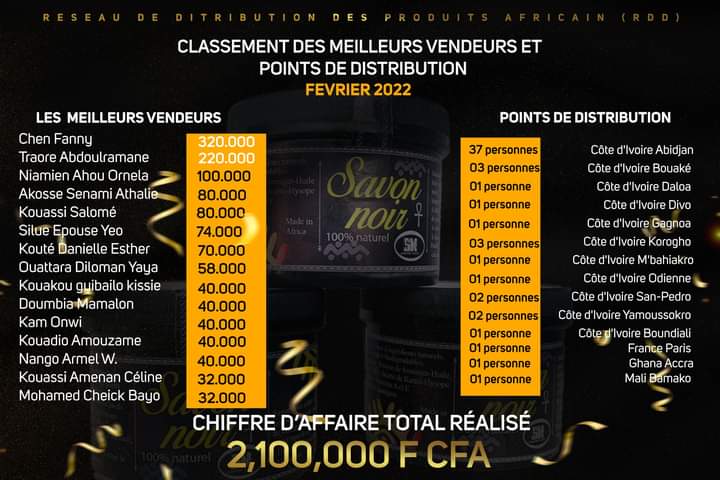 RESEAU DE DITRIBUTION DES PRODUITS AFRICAIN (RDD)
CLASSEMENT DES MEILLEURS VENDEURS ET
POINTS DE DISTRIBUTION
FEVRIER 2022
LES MEILLEURS VENDEURS
Chen Fanny 320.000
Traore Abdoulramane 220.000
Niamien Ahou Ornela 100.000
Akosse Senami Athalie 80.000
Kouassi Salomé 80.000
Silue Epouse Yeo 74.000
Kouté Danielle Esther 70.000
Ouattara Diloman Yaya 58.000
Kouakou guibailo kissie 40.000
Doumbia Mamalon 40.000
Kam Onwi 40.000
Kouadio Amouzame 40.000
Nango Armel W. 40.000
Kouassi Amenan Céline 32.000
Mohamed Cheick Bayo 32.000
POINTS DE DISTRIBUTION
37 personnes Côte d'Ivoire Abidjan
03 personnes Côte d'Ivoire Bouaké
01 personne Côte d'Ivoire Daloa
01 personne Côte d'Ivoire Divo
01 personne Côte d'Ivoire Gagnoa
03 personnes Côte d'Ivoire Korogho
01 personne Côte d'Ivoire M'bahiakro
01 personne Côte d'Ivoire Odienne
02 personnes Côte d'Ivoire San-Pedro
02 personnes Côte d'Ivoire Yamoussokro
01 personne Côte d'Ivoire Boundiali
01 personne France Paris
01 personne Ghana Accra
01 personne Mali Bamako
Savon
noir
Made in
Africa
100% naturel
SN
CHIFFRE D'AFFAIRE TOTAL RÉALISÉ
2,100,000 F CFA
Savon
noir
100% naturel